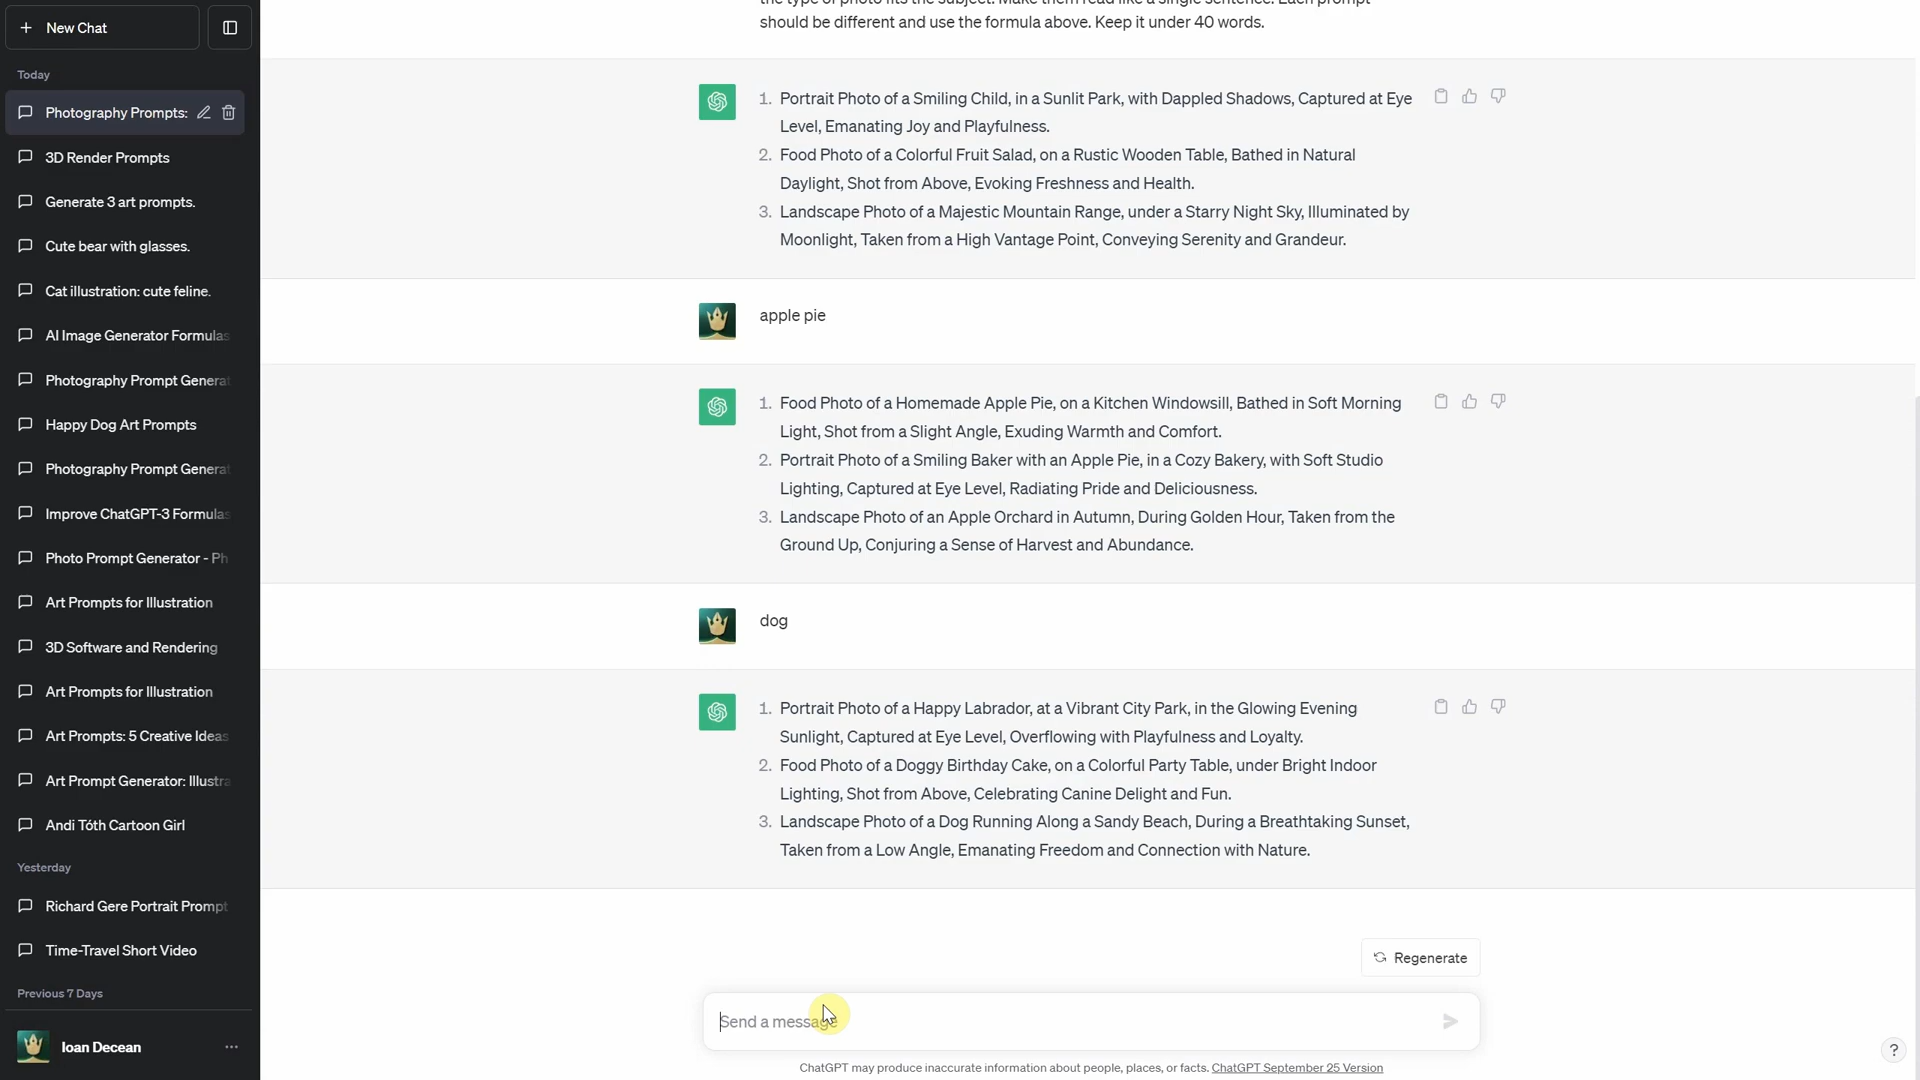 New Chat
Today
Photography Prompts:
3D Render Prompts
Generate 3 art prompts.
Cute bear with glasses.
Cat illustration: cute feline.
AI Image Generator Formulas
Photography Prompt Generat
Happy Dog Art Prompts
Photography Prompt Generat
Improve ChatGPT-3 Formulas
Photo Prompt Generator - Ph
Art Prompts for Illustration
3D Software and Rendering
Art Prompts for Illustration
Art Prompts: 5 Creative Ideas
Art Prompt Generator: Illustra
Andi Tóth Cartoon Girl
Yesterday
Richard Gere Portrait Prompt
Time-Travel Short Video
Previous 7 Days
Ioan Decean
the type of photo fits the subject. Make them read like a single sentence. Each prompt
should be different and use the formula above. Keep it under 40 words.
1. Portrait Photo of a Smiling Child, in a Sunlit Park, with Dappled Shadows, Captured at Eye
Level, Emanating Joy and Playfulness.
2. Food Photo of a Colorful Fruit Salad, on a Rustic Wooden Table, Bathed in Natural
Daylight, Shot from Above, Evoking Freshness and Health.
3. Landscape Photo of a Majestic Mountain Range, under a Starry Night Sky, Illuminated by
Moonlight, Taken from a High Vantage Point, Conveying Serenity and Grandeur.
apple pie
1. Food Photo of a Homemade Apple Pie, on a Kitchen Windowsill, Bathed in Soft Morning
Light, Shot from a Slight Angle, Exuding Warmth and Comfort.
2. Portrait Photo of a Smiling Baker with an Apple Pie, in a Cozy Bakery, with Soft Studio
Lighting, Captured at Eye Level, Radiating Pride and Deliciousness.
3. Landscape Photo of an Apple Orchard in Autumn, During Golden Hour, Taken from the
Ground Up, Conjuring a Sense of Harvest and Abundance.
dog
1. Portrait Photo of a Happy Labrador, at a Vibrant City Park, in the Glowing Evening
Sunlight, Captured at Eye Level, Overflowing with Playfulness and Loyalty.
2. Food Photo of a Doggy Birthday Cake, on a Colorful Party Table, under Bright Indoor
Lighting, Shot from Above, Celebrating Canine Delight and Fun.
3. Landscape Photo of a Dog Running Along a Sandy Beach, During a Breathtaking Sunset,
Taken from a Low Angle, Emanating Freedom and Connection with Nature.
Regenerate
Send a message
ChatGPT may produce inaccurate information about people, places, or facts. ChatGPT September 25 Version
?